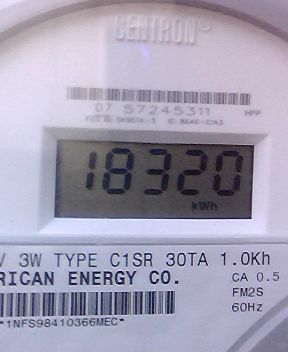 CENTRON®
07 57245311 NPP
18320
kWh
V 3W TYPE C1SR 30TA 1.0Kh
RICAN ENERGY CO. CA 0.5
FM2S
60Hz
*1NFS98410366MEC*